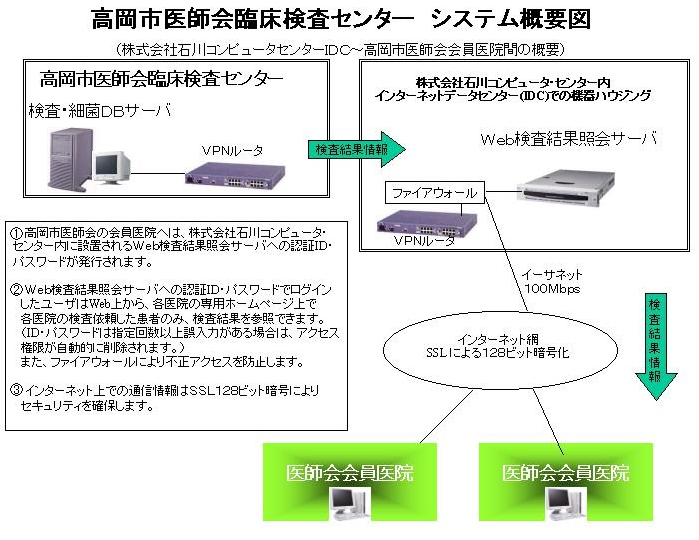 高岡市医師会臨床検査センター　システム概要図
（株式会社石川コンピュータセンターIDC～高岡市医師会会員医院間の概要）
高岡市医師会臨床検査センター
検査・細菌DBサーバ
VPNルータ
検査結果情報
株式会社石川コンピュータ・センター内
インターネットデータセンター(IDC)での機器ハウジング
Web検査結果照会サーバ
ファイアウォール
VPNルータ
①高岡市医師会の会員医院へは、株式会社石川コンピュータ・
センター内に設置されるWeb検査結果照会サーバへの認証ID・
パスワードが発行されます。
②Web検査結果照会サーバへの認証ID・パスワードでログイン
したユーザはWeb上から、各医院の専用ホームページ上で
各医院の検査依頼した患者のみ、検査結果を参照できます。
（ID・パスワードは指定回数以上誤入力がある場合は、アクセス
権限が自動的に削除されます。）
また、ファイアウォールにより不正アクセスを防止します。
③インターネット上での通信情報はSSL128ビット暗号により
セキュリティを確保します。
イーサネット
100Mbps
検査結果情報
インターネット網
SSLによる128ビット暗号化
医師会会員医院
医師会会員医院